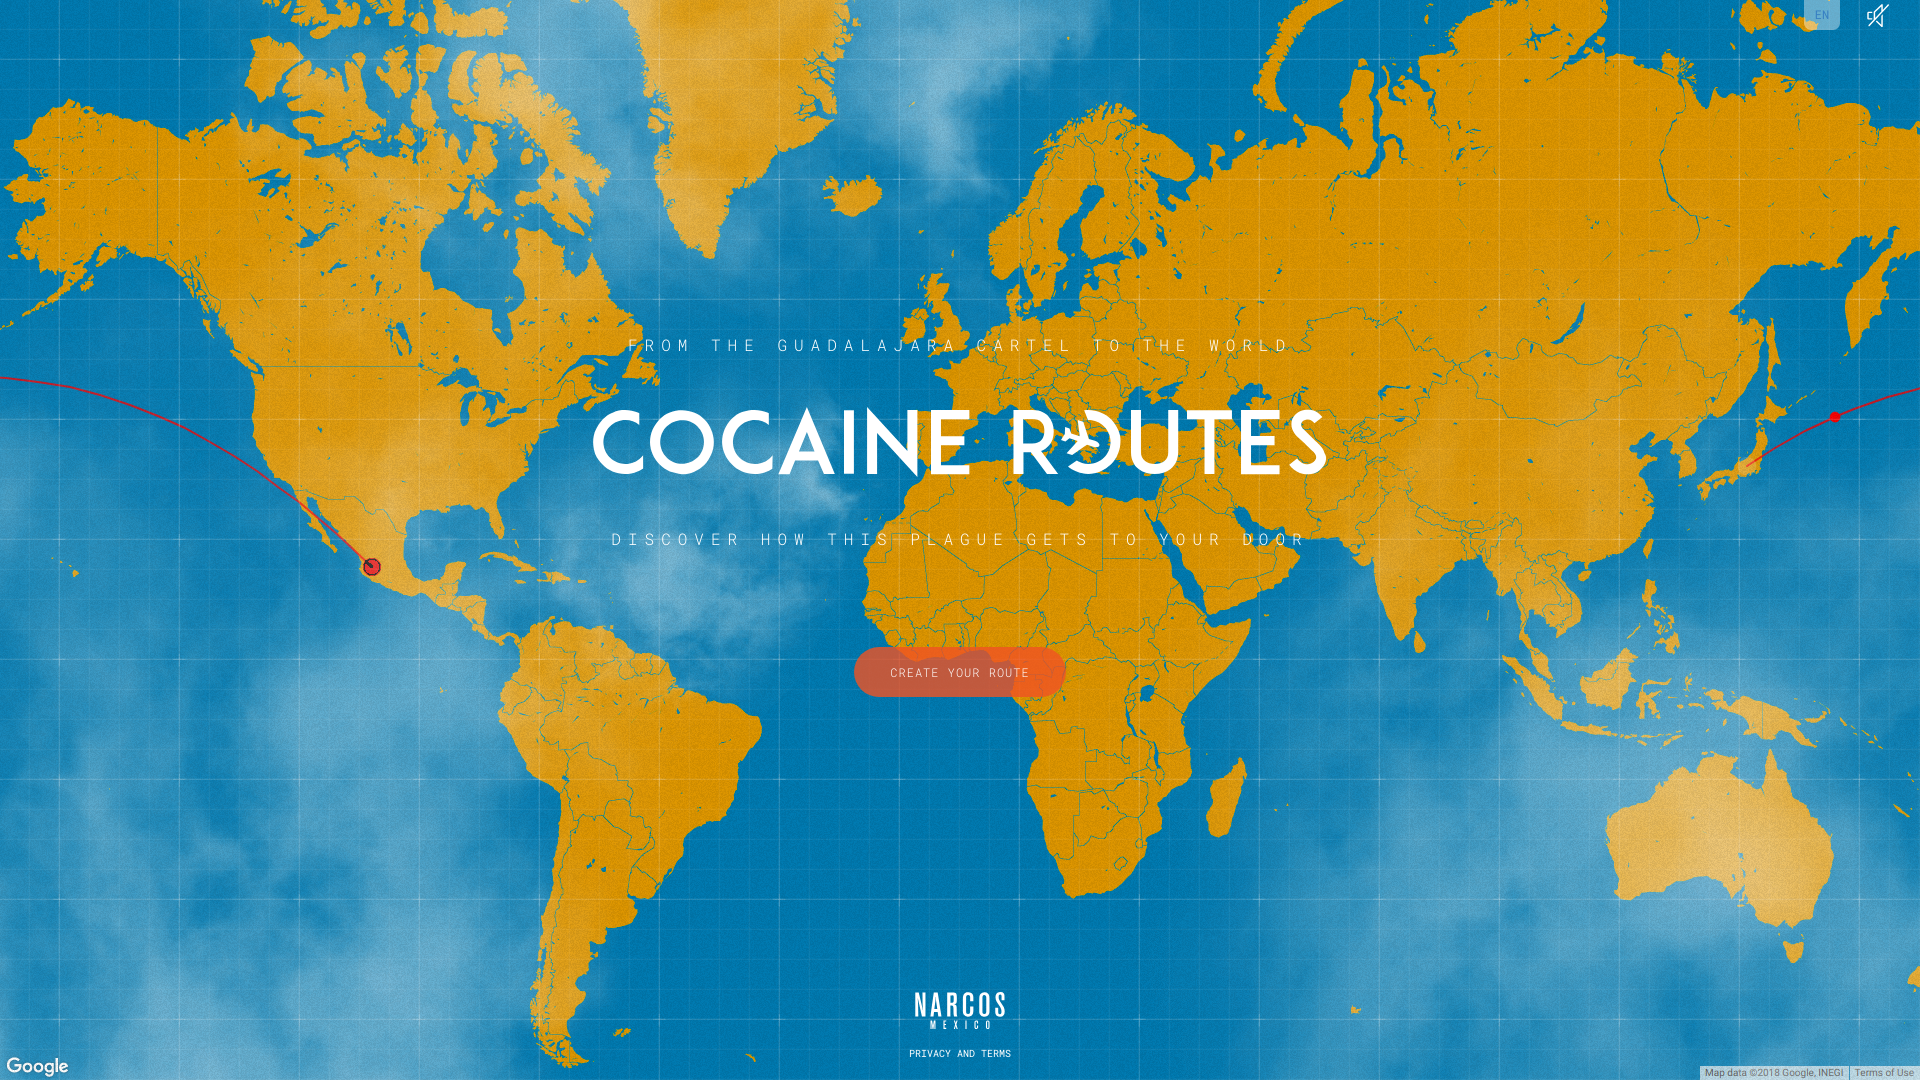 EN
FROM THE GUADALAJARA CARTEL TO THE WORLD
COCAINE ROUTES
DISCOVER HOW THIS PLAGUE GETS TO YOUR DOOR
CREATE YOUR ROUTE
NARCOS
MEXICO
PRIVACY AND TERMS
Google
Map data ©2018 Google, INEGI
Terms of Use